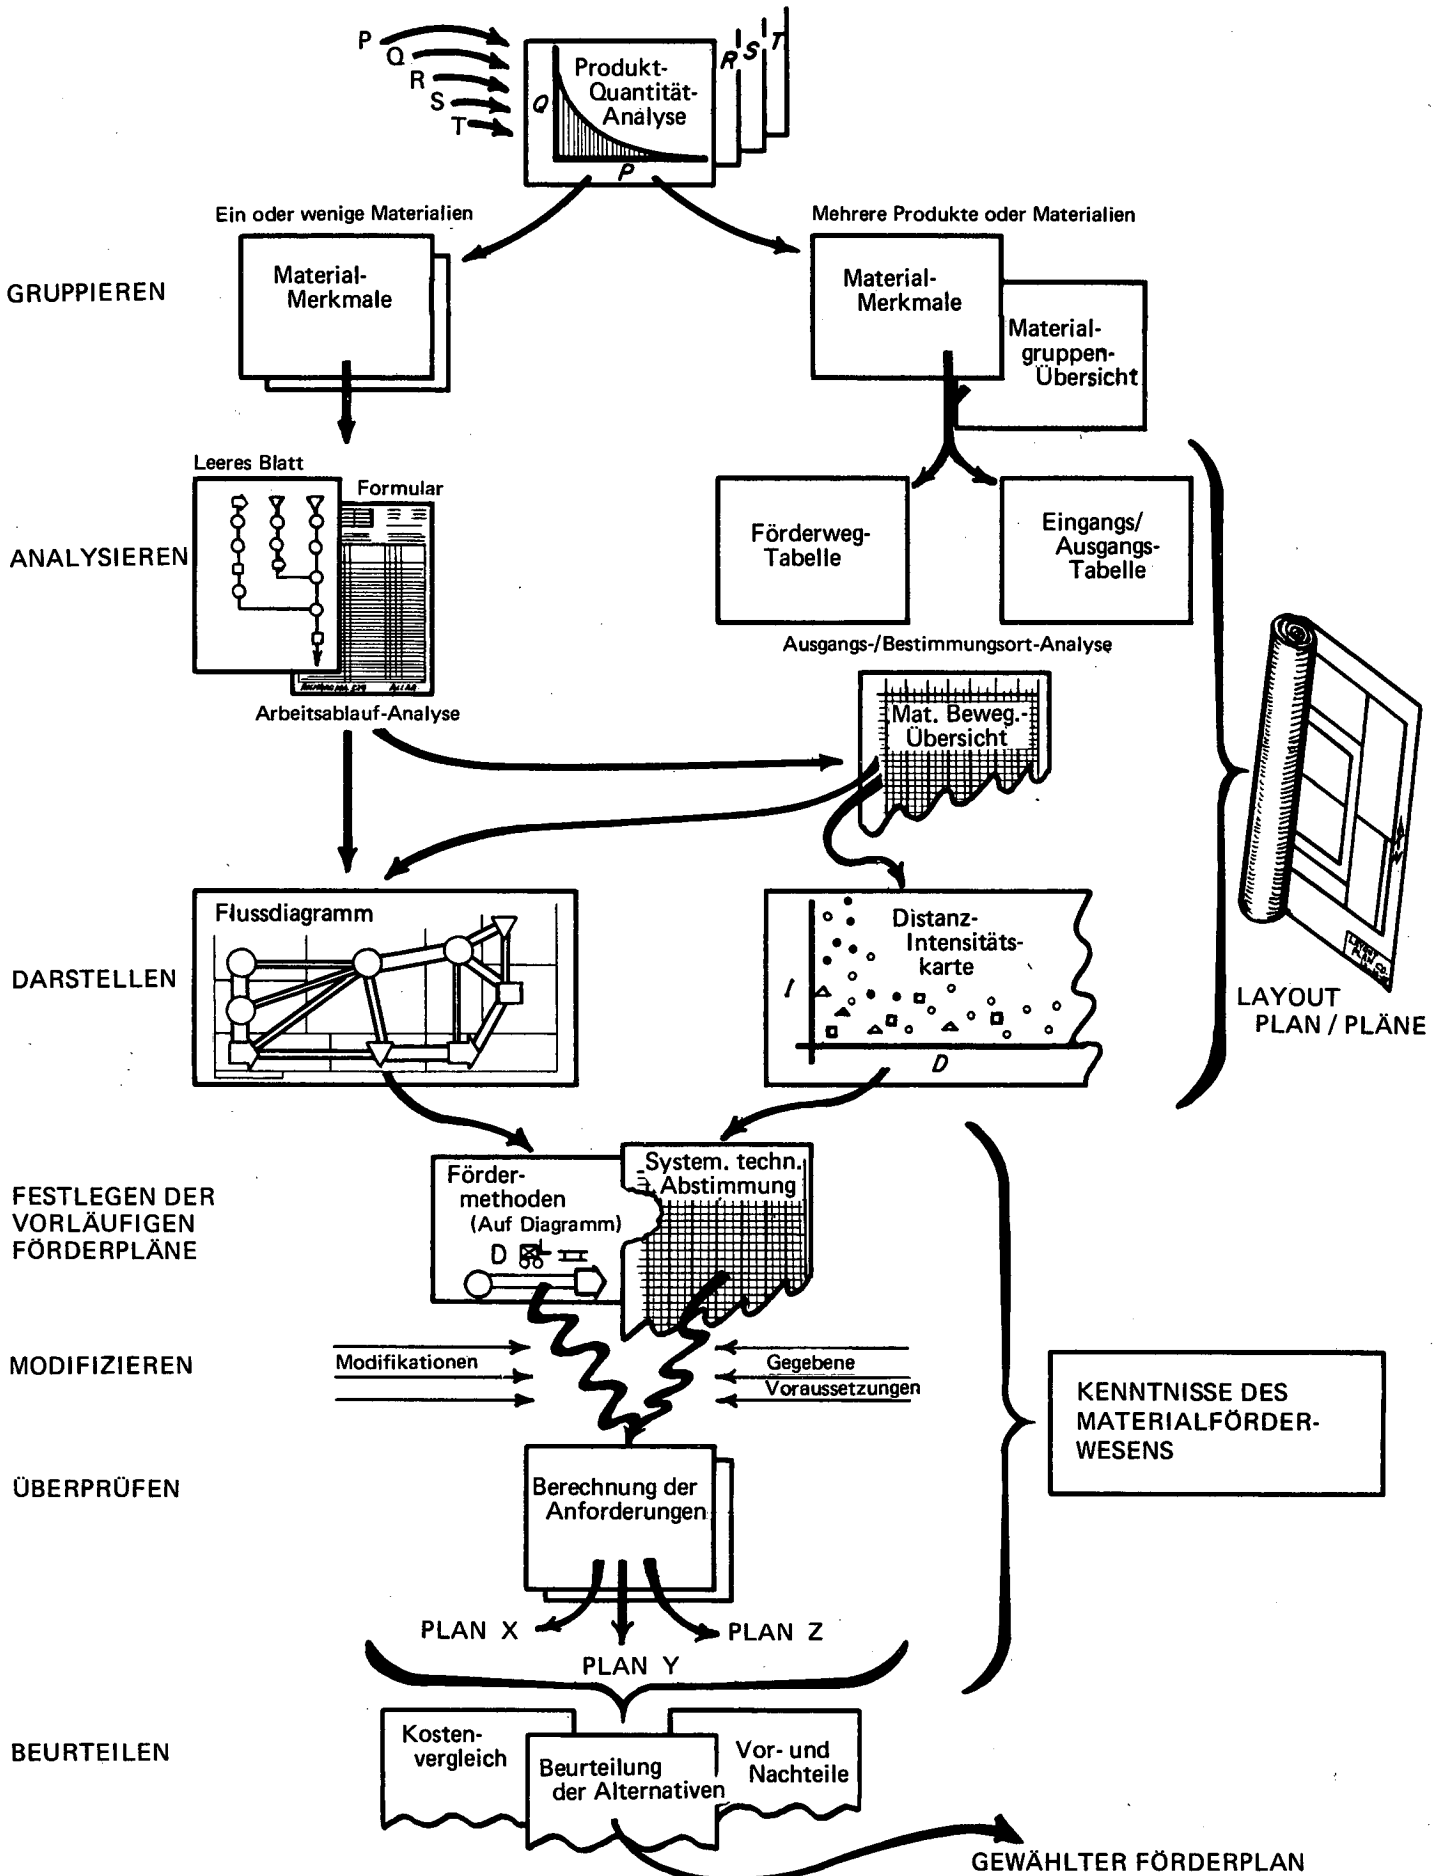 P
Q
R
S
T
Produkt-
Quantität-
Analyse
Q
P
R
S
T
Ein oder wenige Materialien
Mehrere Produkte oder Materialien
GRUPPIEREN
Material-
Merkmale
Material-
Merkmale
Material-
gruppen-
Übersicht
Leeres Blatt
Formular
ANALYSIEREN
Förderweg-
Tabelle
Eingangs/
Ausgangs-
Tabelle
Arbeitsablauf-Analyse
Ausgangs-/Bestimmungsort-Analyse
Mat. Beweg.-
Übersicht
LAYOUT
PLAN CO.
LAYOUT
PLAN / PLÄNE
DARSTELLEN
Flussdiagramm
Distanz-
Intensitäts-
karte
I
D
FESTLEGEN DER
VORLÄUFIGEN
FÖRDERPLÄNE
Förder-
methoden
(Auf Diagramm)
D
System. techn.
Abstimmung
MODIFIZIEREN
Modifikationen
Gegebene
Voraussetzungen
KENNTNISSE DES
MATERIALFÖRDER-
WESENS
ÜBERPRÜFEN
Berechnung der
Anforderungen
PLAN X
PLAN Y
PLAN Z
BEURTEILEN
Kosten-
vergleich
Beurteilung
der Alternativen
Vor- und
Nachteile
GEWÄHLTER FÖRDERPLAN